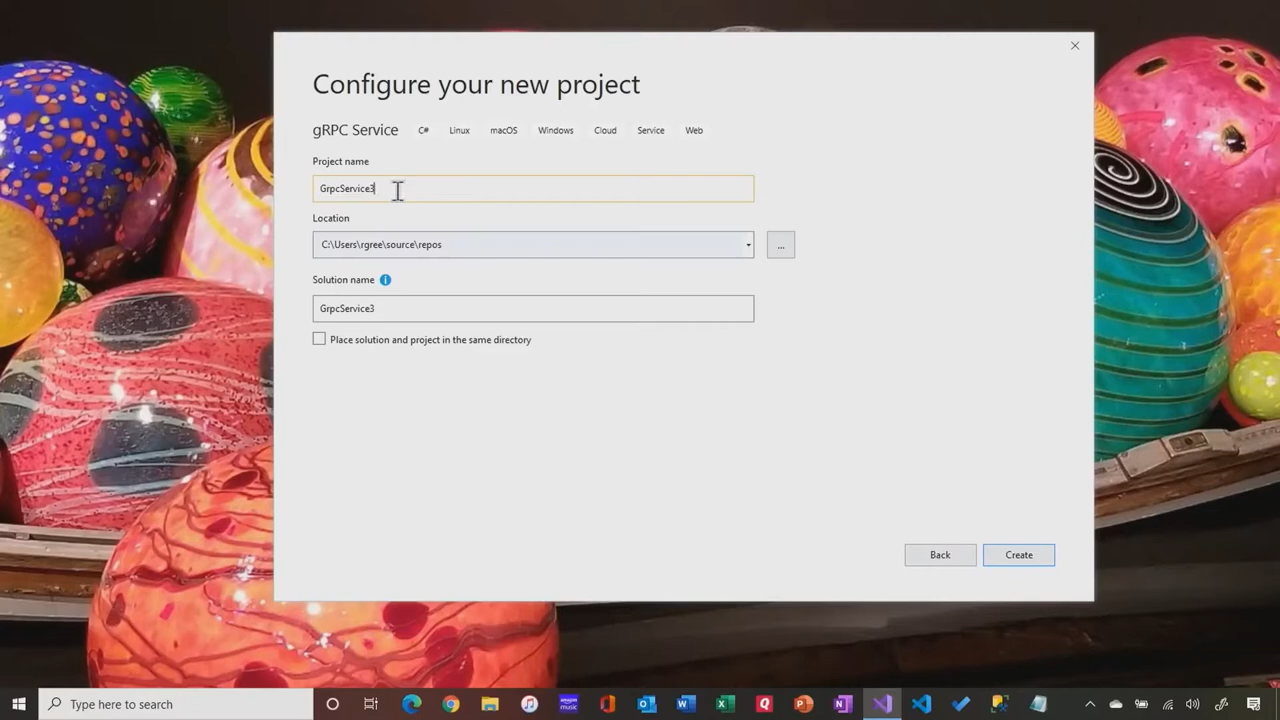 Configure your new project
gRPC Service C# Linux macOS Windows Cloud Service Web
Project name
GrpcService3
Location
C:\Users\rgree\source\repos
...
Solution name
GrpcService3
Place solution and project in the same directory
Back Create
Type here to search